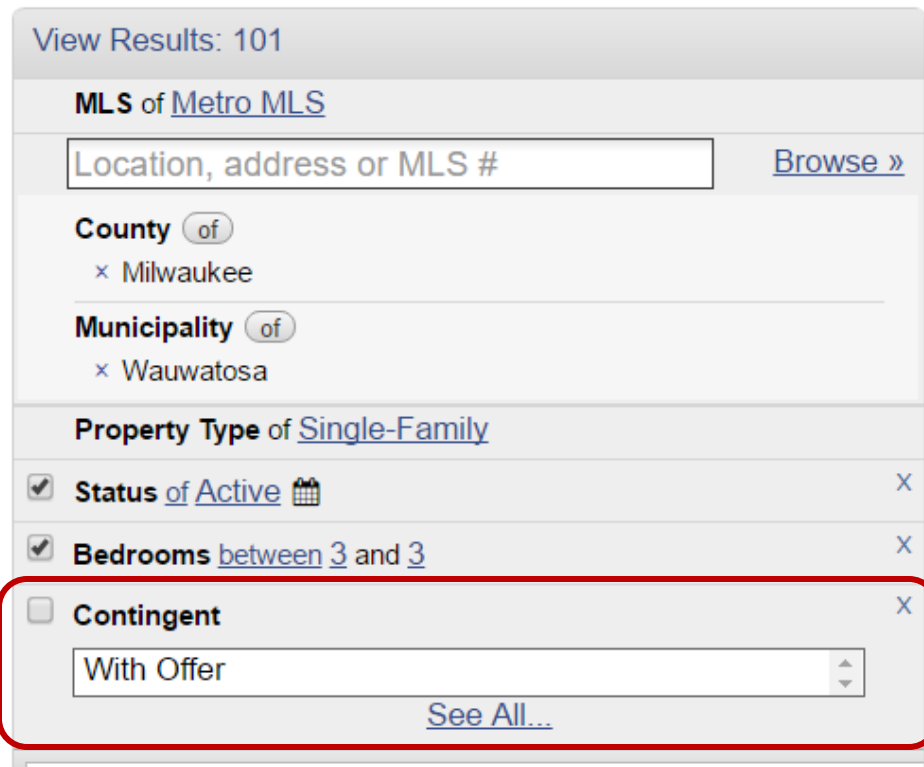 View Results: 101
MLS of Metro MLS
Location, address or MLS # Browse »
County of
x Milwaukee
Municipality of
x Wauwatosa
Property Type of Single-Family
Status of Active X
Bedrooms between 3 and 3 X
Contingent X
With Offer
See All...